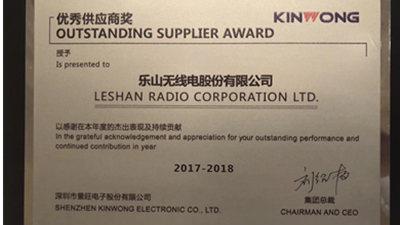 优秀供应商奖
KINWONG
OUTSTANDING SUPPLIER AWARD
授予
Is presented to
乐山无线电股份有限公司
LESHAN RADIO CORPORATION LTD.
以感谢在本年度的杰出表现及持续贡献
In the grateful acknowledgement and appreciation for your outstanding performance and
continued contribution in year
2017-2018
深圳市景旺电子股份有限公司
SHENZHEN KINWONG ELECTRONIC CO., LTD.
集团总裁
CHAIRMAN AND CEO